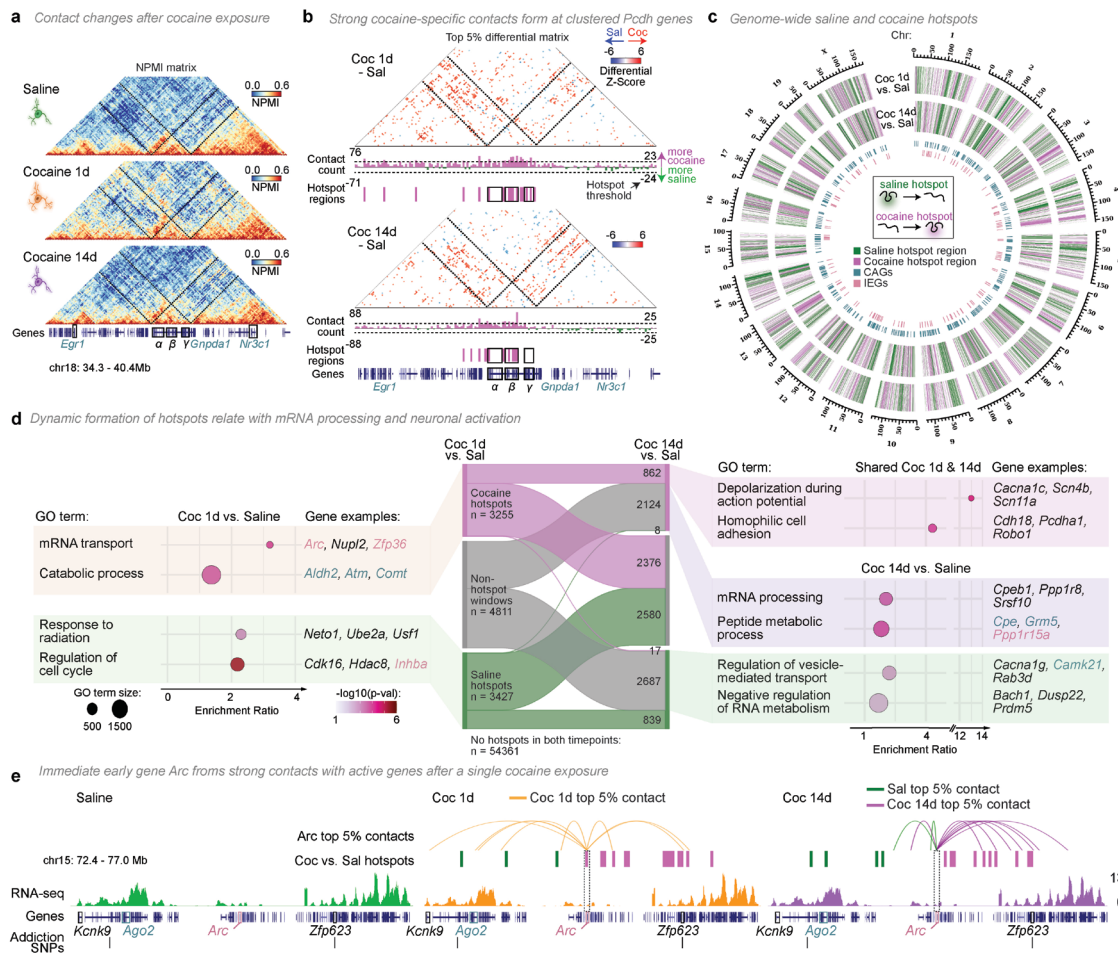 a Contact changes after cocaine exposure
NPMI matrix
Saline
0.0 0.6
NPMI
Cocaine 1d
0.0 0.6
NPMI
Cocaine 14d
0.0 0.6
NPMI
Genes
Egr1 α β γ Gnpda1 Nr3c1
chr18: 34.3 - 40.4Mb
b Strong cocaine-specific contacts form at clustered Pcdh genes
Top 5% differential matrix
Coc 1d
- Sal
Sal Coc
-6 6
Differential
Z-Score
76
Contact
count
-71
23
-24
more
cocaine
more
saline
Hotspot
regions
Hotspot
threshold
Coc 14d
- Sal
-6 6
88
Contact
count
-88
25
-25
Hotspot
regions
Genes
Egr1 α β γ Gnpda1 Nr3c1
c Genome-wide saline and cocaine hotspots
Chr:
Coc 1d
vs. Sal
Coc 14d
vs. Sal
saline hotspot
cocaine hotspot
Saline hotspot region
Cocaine hotspot region
CAGs
IEGs
d Dynamic formation of hotspots relate with mRNA processing and neuronal activation
Coc 1d
vs. Sal
Coc 14d
vs. Sal
GO term: Coc 1d vs. Saline Gene examples:
mRNA transport Arc, Nupl2, Zfp36
Catabolic process Aldh2, Atm, Comt
Response to
radiation
Neto1, Ube2a, Usf1
Regulation of
cell cycle
Cdk16, Hdac8, Inhba
GO term size:
500 1500
0 2 4
Enrichment Ratio
-log10(p-val):
1 6
Cocaine
hotspots
n = 3255
Non-
hotspot
windows
n = 4811
Saline
hotspots
n = 3427
862
2124
8
2376
2580
17
2687
839
No hotspots in both timepoints:
n = 54361
GO term: Shared Coc 1d & 14d Gene examples:
Depolarization during
action potential
Cacna1c, Scn4b,
Scn11a
Homophilic cell
adhesion
Cdh18, Pcdha1,
Robo1
Coc 14d vs. Saline
mRNA processing
Cpeb1, Ppp1r8,
Srsf10
Peptide metabolic
process
Cpe, Grm5,
Ppp1r15a
Regulation of vesicle-
mediated transport
Cacna1g, Camk21,
Rab3d
Negative regulation
of RNA metabolism
Bach1, Dusp22,
Prdm5
1 4 12 14
Enrichment Ratio
e Immediate early gene Arc froms strong contacts with active genes after a single cocaine exposure
Saline
Coc 1d
Coc 1d top 5% contact
Coc 14d
Sal top 5% contact
Coc 14d top 5% contact
Arc top 5% contacts
chr15: 72.4 - 77.0 Mb
Coc vs. Sal hotspots
RNA-seq
Genes
Kcnk9 Ago2 Arc Zfp623 Kcnk9 Ago2 Arc Zfp623 Kcnk9 Ago2 Arc Zfp623
Addiction
SNPs